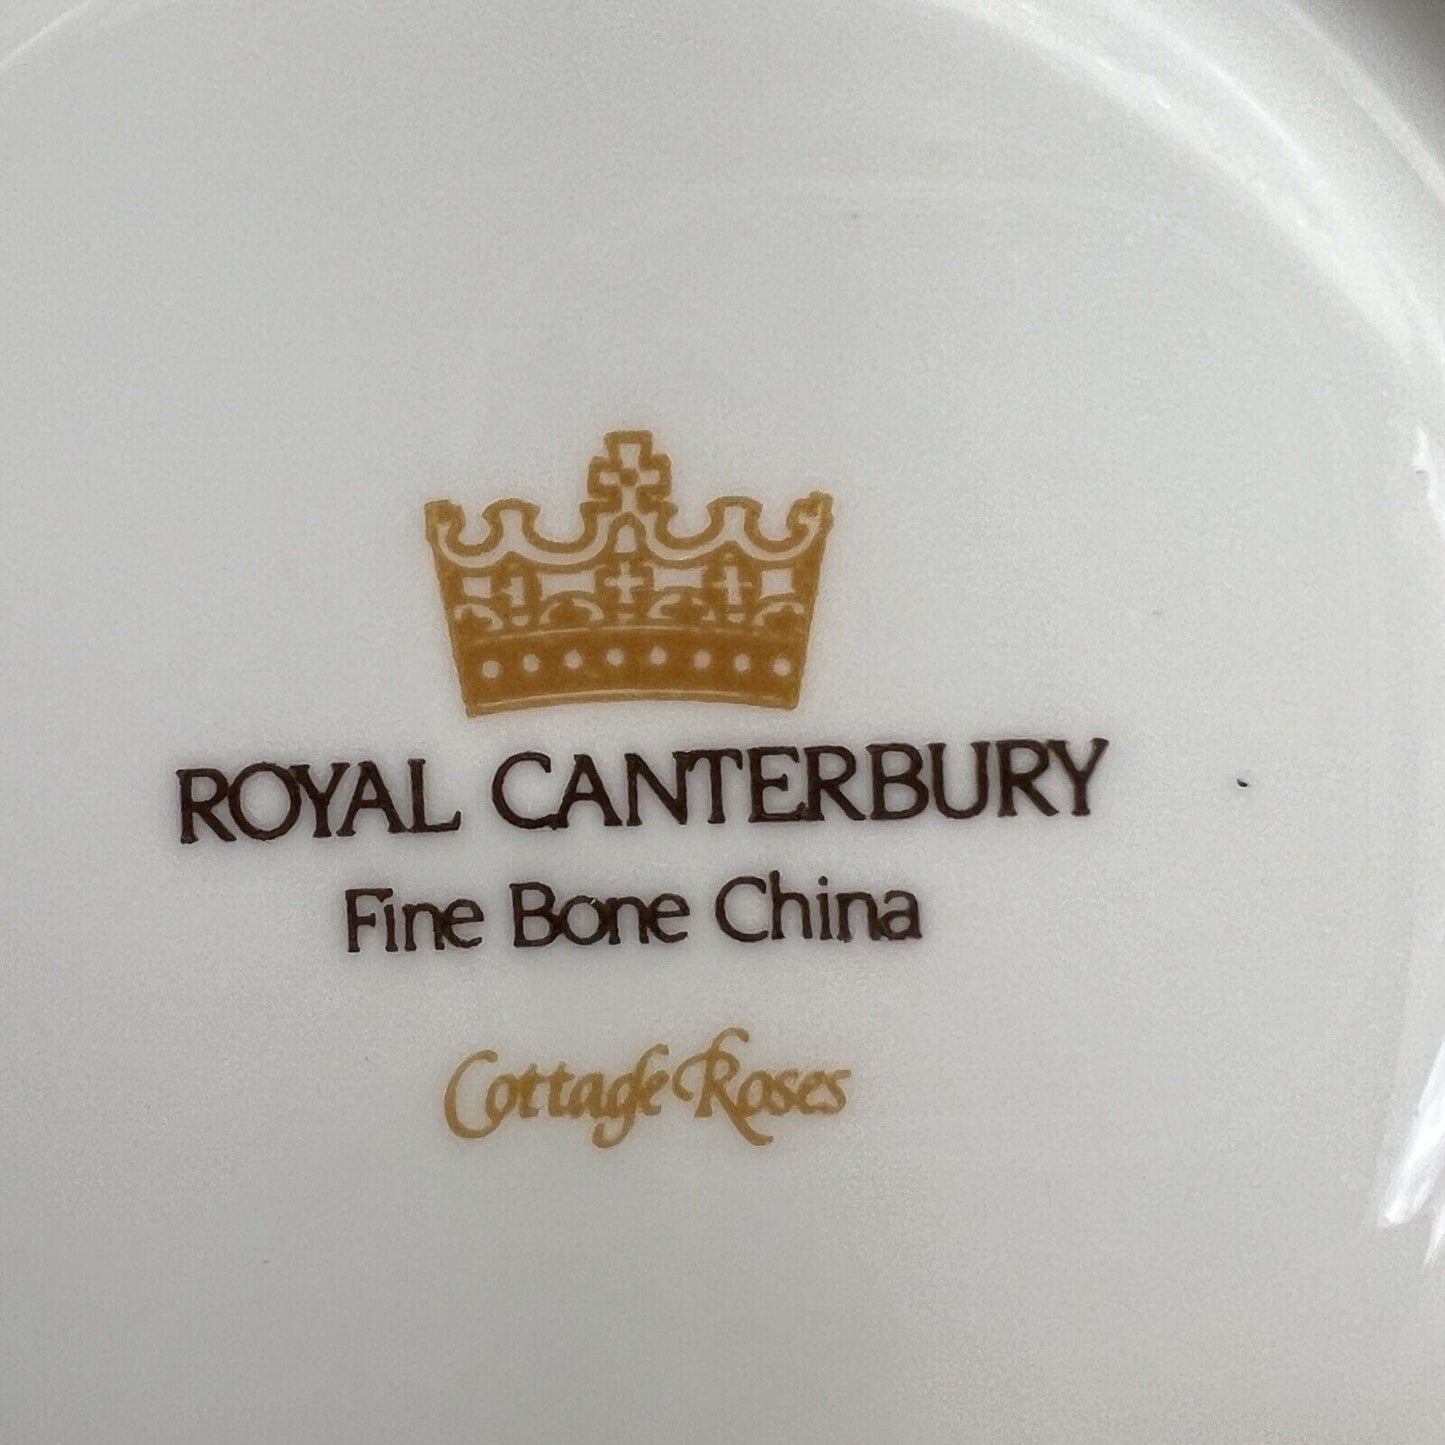 ROYAL CANTERBURY
Fine Bone China
Cottage Roses